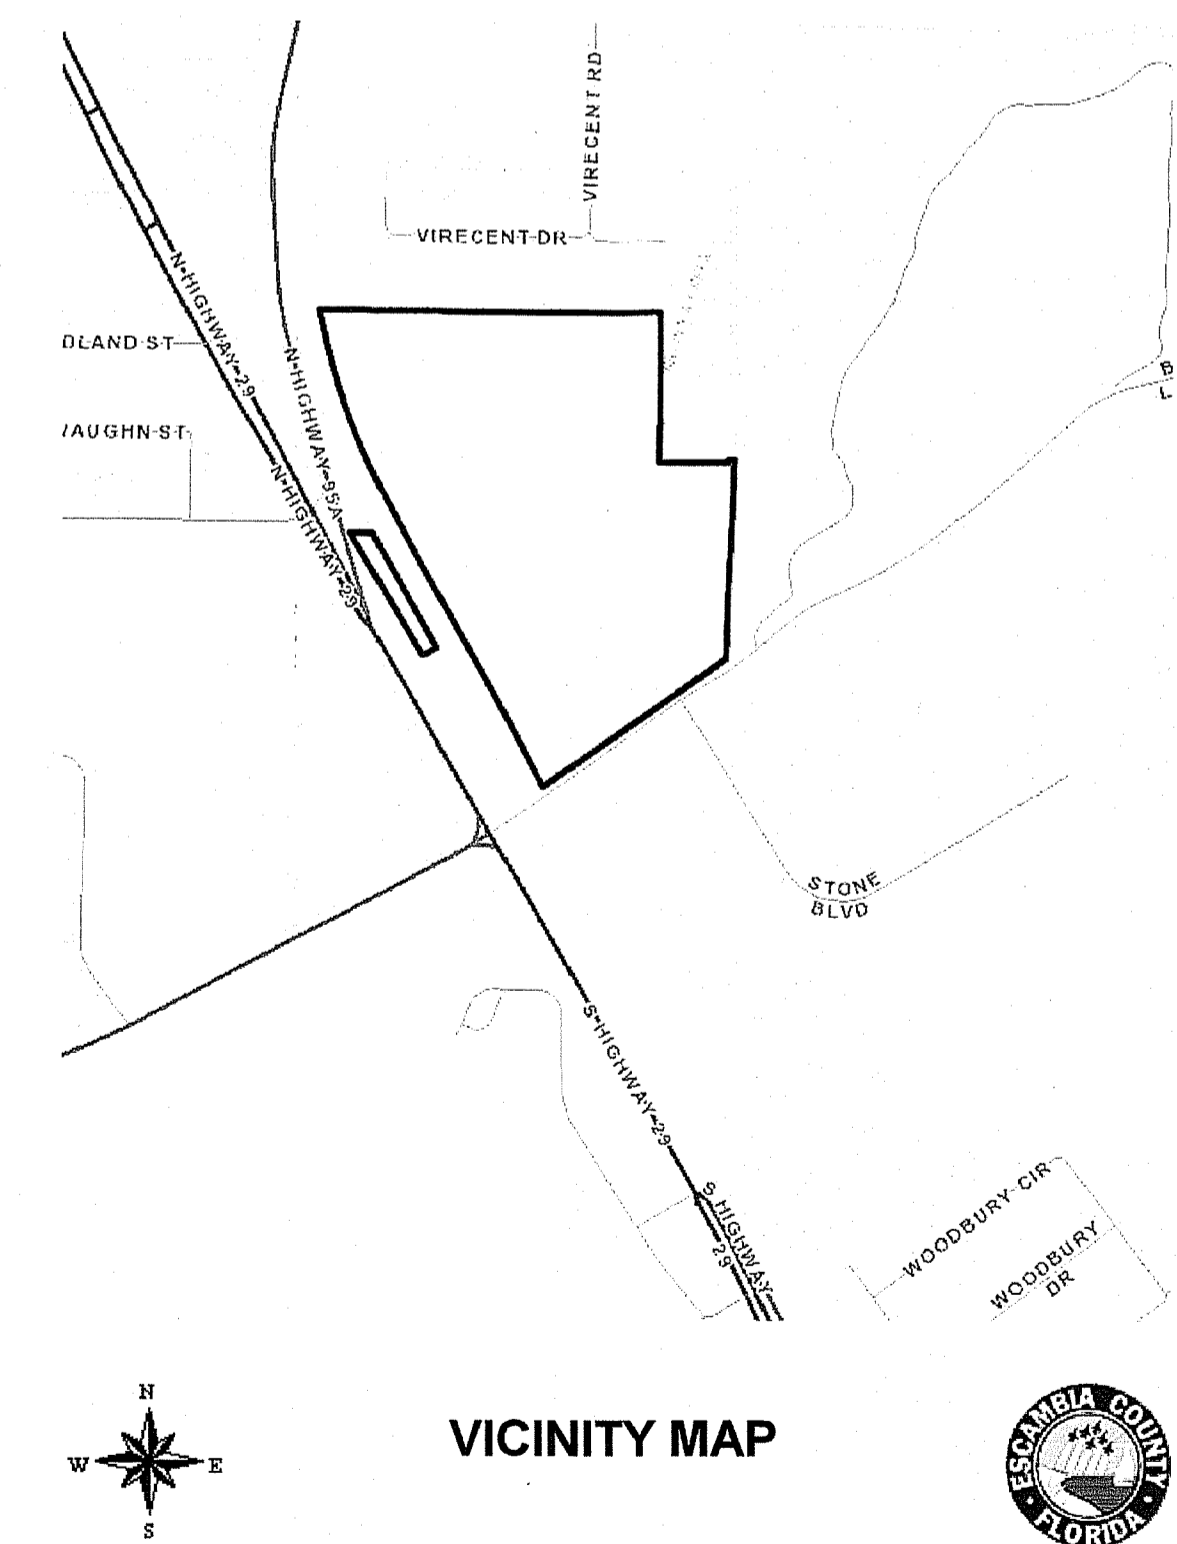 VIRECENT RD
VIRECENT DR
N HIGHWAY 29
DLAND ST
N HIGHWAY 95A
VAUGHN ST
N HIGHWAY 29
B
L
STONE
BLVD
S HIGHWAY 29
S HIGHWAY
29
WOODBURY CIR
WOODBURY
DR
N
W E
S
VICINITY MAP
ESCAMBIA COUNTY
FLORIDA